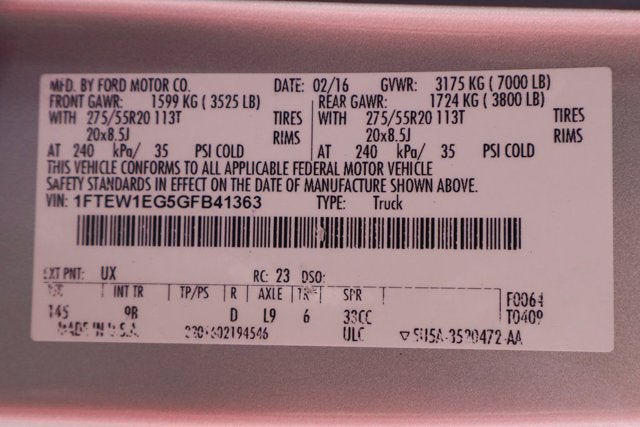 MFD. BY FORD MOTOR CO. DATE: 02/16 GVWR: 3175 KG ( 7000 LB)
FRONT GAWR: 1599 KG ( 3525 LB) REAR GAWR: 1724 KG ( 3800 LB)
WITH 275/55R20 113T TIRES WITH 275/55R20 113T TIRES
20x8.5J RIMS 20x8.5J RIMS
AT 240 kPa/ 35 PSI COLD AT 240 kPa/ 35 PSI COLD
THIS VEHICLE CONFORMS TO ALL APPLICABLE FEDERAL MOTOR VEHICLE
SAFETY STANDARDS IN EFFECT ON THE DATE OF MANUFACTURE SHOWN ABOVE.
VIN: 1FTEW1EG5GFB41363 TYPE: Truck
EXT PNT: UX RC: 23 DSO:
INT TR TP/PS R AXLE TR SPR F0064
145 D L9 6 33CC T0409
MADE IN U.S.A. ULC 5U5A-3520472-AA